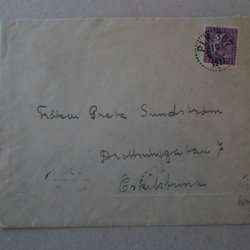 Fröken Greta Sundström
Drottninggatan 7
Eskilstuna